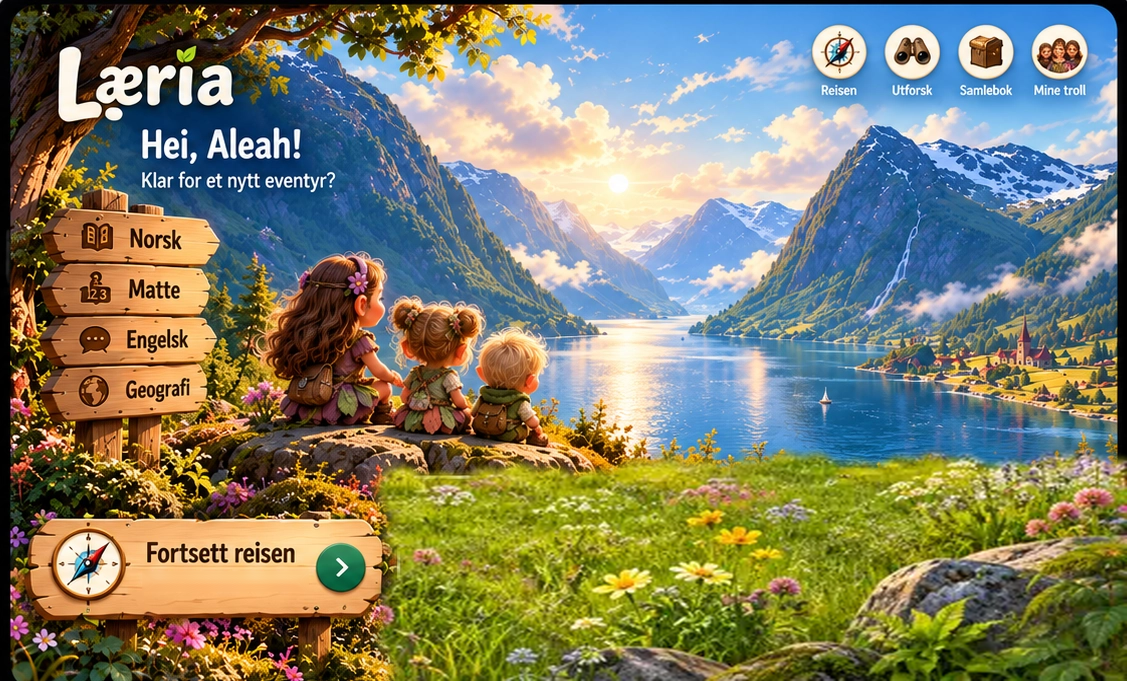 Læria
Hei, Aleah!
Klar for et nytt eventyr?
Reisen
Utforsk
Samlebok
Mine troll
Norsk
123
Matte
Engelsk
Geografi
Fortsett reisen